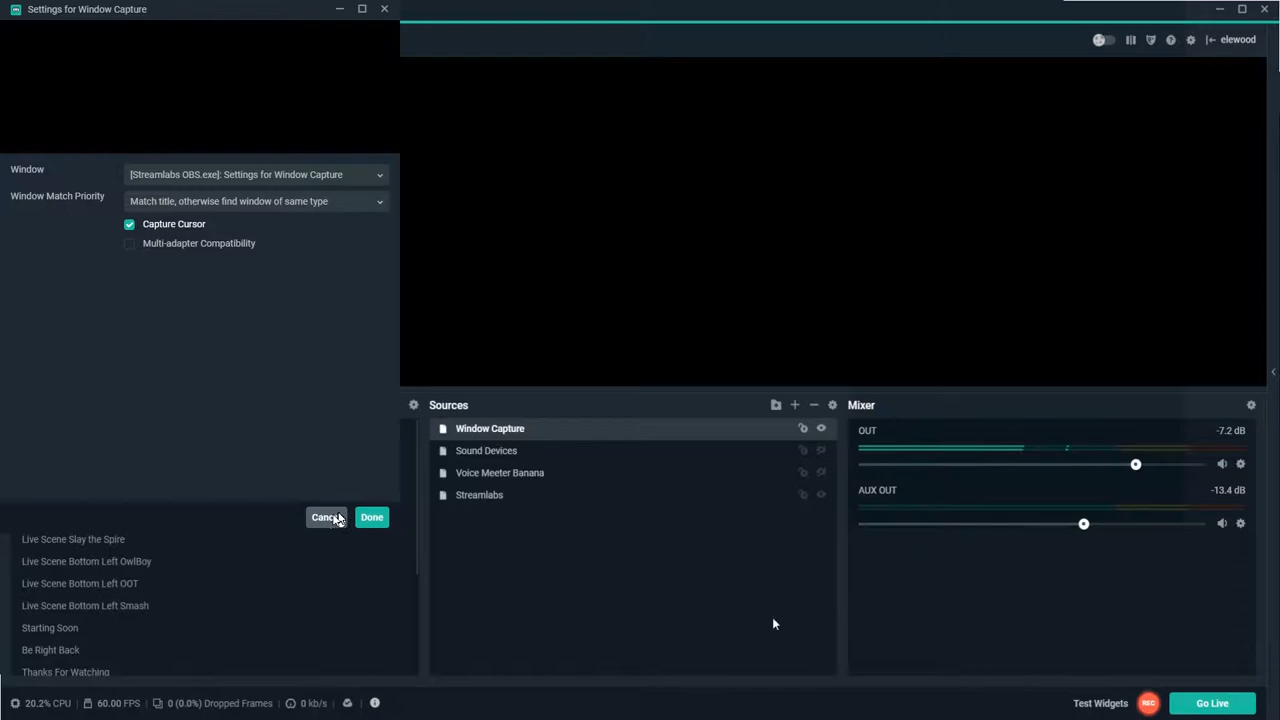 Settings for Window Capture
elewood
Window
[Streamlabs OBS.exe]: Settings for Window Capture
Window Match Priority
Match title, otherwise find window of same type
Capture Cursor
Multi-adapter Compatibility
Done
Live Scene Slay the Spire
Live Scene Bottom Left OwlBoy
Live Scene Bottom Left OOT
Live Scene Bottom Left Smash
Starting Soon
Be Right Back
Thanks For Watching
Sources
Window Capture
Sound Devices
Voice Meeter Banana
Streamlabs
Mixer
OUT
-7.2 dB
AUX OUT
-13.4 dB
20.2% CPU
60.00 FPS
0 (0.0%) Dropped Frames
0 kb/s
Test Widgets
REC
Go Live